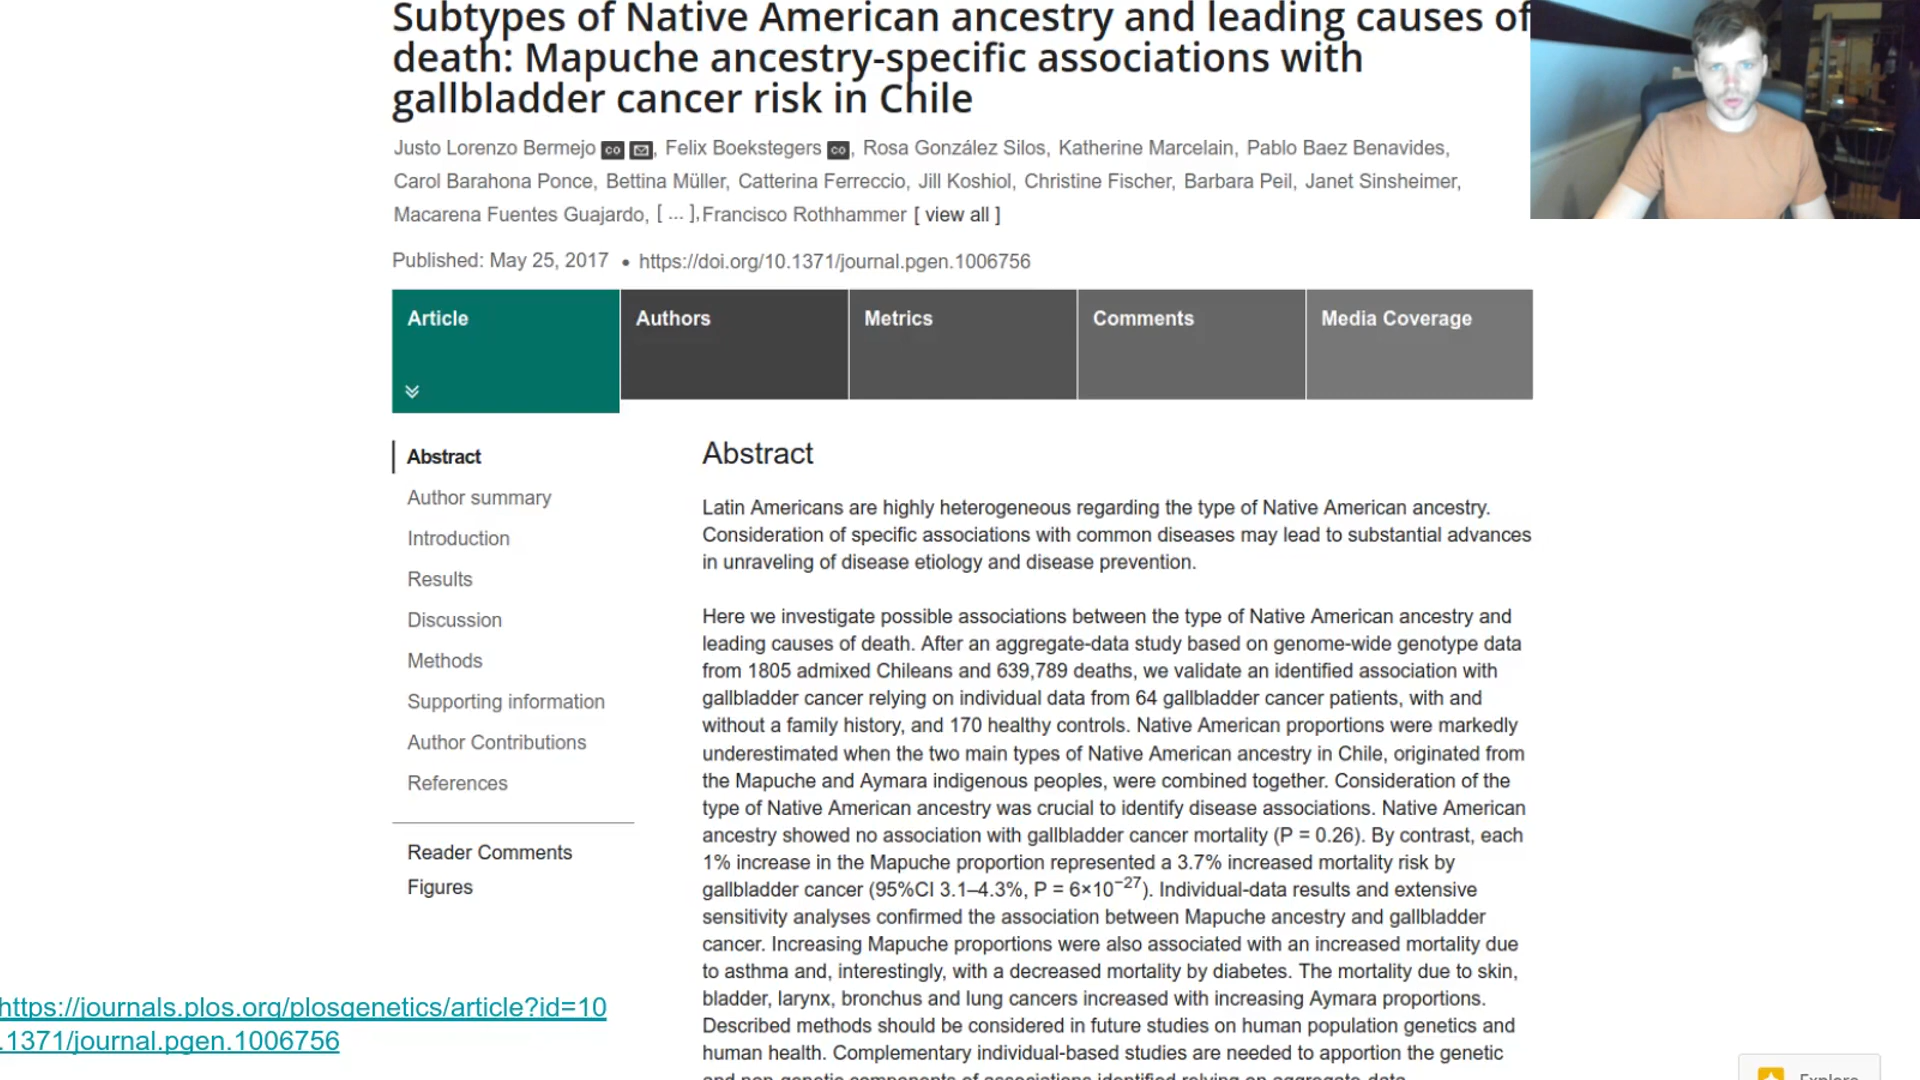 Subtypes of Native American ancestry and leading causes of
death: Mapuche ancestry-specific associations with
gallbladder cancer risk in Chile
Justo Lorenzo Bermejo co, Felix Boekstegers co, Rosa González Silos, Katherine Marcelain, Pablo Baez Benavides,
Carol Barahona Ponce, Bettina Müller, Catterina Ferreccio, Jill Koshiol, Christine Fischer, Barbara Peil, Janet Sinsheimer,
Macarena Fuentes Guajardo, [ ... ], Francisco Rothhammer [ view all ]
Published: May 25, 2017 • https://doi.org/10.1371/journal.pgen.1006756
Article
Authors
Metrics
Comments
Media Coverage
Abstract
Author summary
Introduction
Results
Discussion
Methods
Supporting information
Author Contributions
References
Reader Comments
Figures
Abstract
Latin Americans are highly heterogeneous regarding the type of Native American ancestry.
Consideration of specific associations with common diseases may lead to substantial advances
in unraveling of disease etiology and disease prevention.
Here we investigate possible associations between the type of Native American ancestry and
leading causes of death. After an aggregate-data study based on genome-wide genotype data
from 1805 admixed Chileans and 639,789 deaths, we validate an identified association with
gallbladder cancer relying on individual data from 64 gallbladder cancer patients, with and
without a family history, and 170 healthy controls. Native American proportions were markedly
underestimated when the two main types of Native American ancestry in Chile, originated from
the Mapuche and Aymara indigenous peoples, were combined together. Consideration of the
type of Native American ancestry was crucial to identify disease associations. Native American
ancestry showed no association with gallbladder cancer mortality (P = 0.26). By contrast, each
1% increase in the Mapuche proportion represented a 3.7% increased mortality risk by
gallbladder cancer (95%CI 3.1–4.3%, P = 6×10⁻²⁷). Individual-data results and extensive
sensitivity analyses confirmed the association between Mapuche ancestry and gallbladder
cancer. Increasing Mapuche proportions were also associated with an increased mortality due
to asthma and, interestingly, with a decreased mortality by diabetes. The mortality due to skin,
bladder, larynx, bronchus and lung cancers increased with increasing Aymara proportions.
Described methods should be considered in future studies on human population genetics and
human health. Complementary individual-based studies are needed to apportion the genetic
and non-genetic components of associations identified relying on aggregate-data.
https://journals.plos.org/plosgenetics/article?id=10
.1371/journal.pgen.1006756
Explore